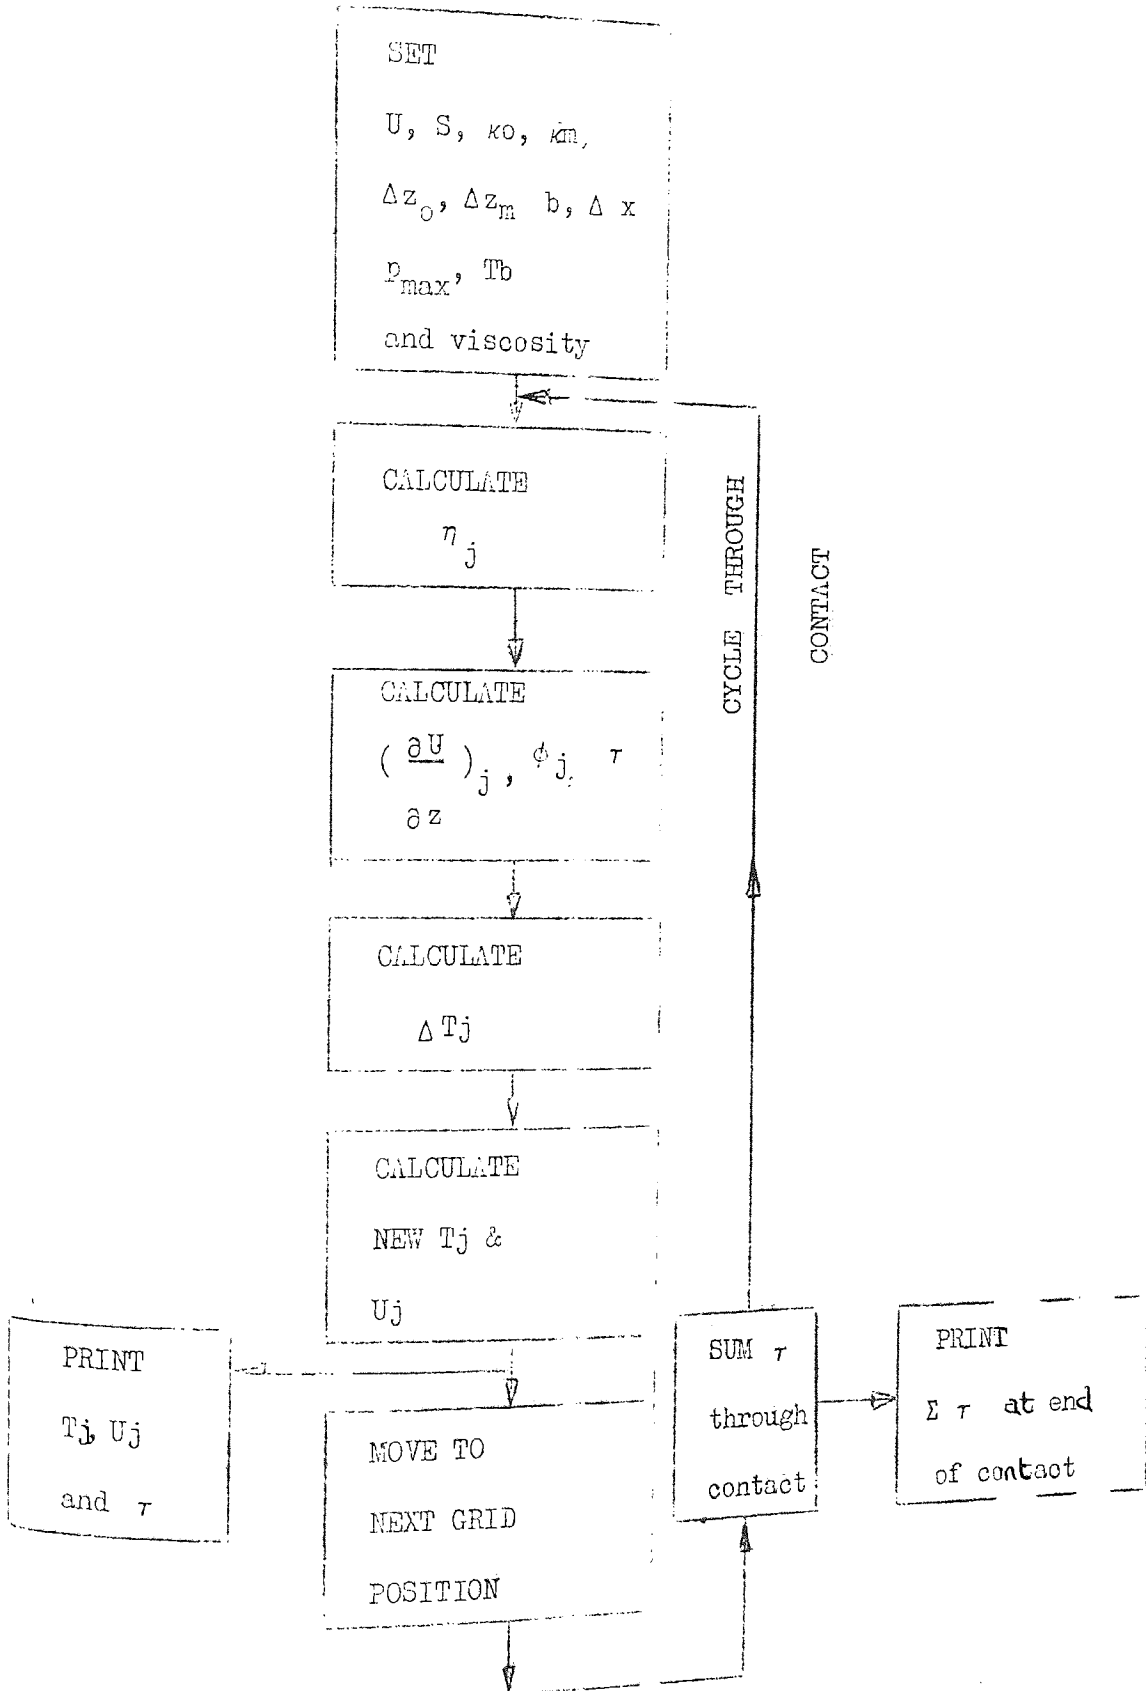 SET
U, S, κo, κm,
Δz_o, Δz_m b, Δ x
p_max, Tb
and viscosity
CALCULATE
η_j
CALCULATE
( ∂U )_j, ϕ_j, τ
∂z
CALCULATE
Δ Tj
CALCULATE
NEW Tj &
Uj
PRINT
Tj, Uj
and τ
MOVE TO
NEXT GRID
POSITION
SUM τ
through
contact
PRINT
Σ τ at end
of contact
CYCLE THROUGH
CONTACT